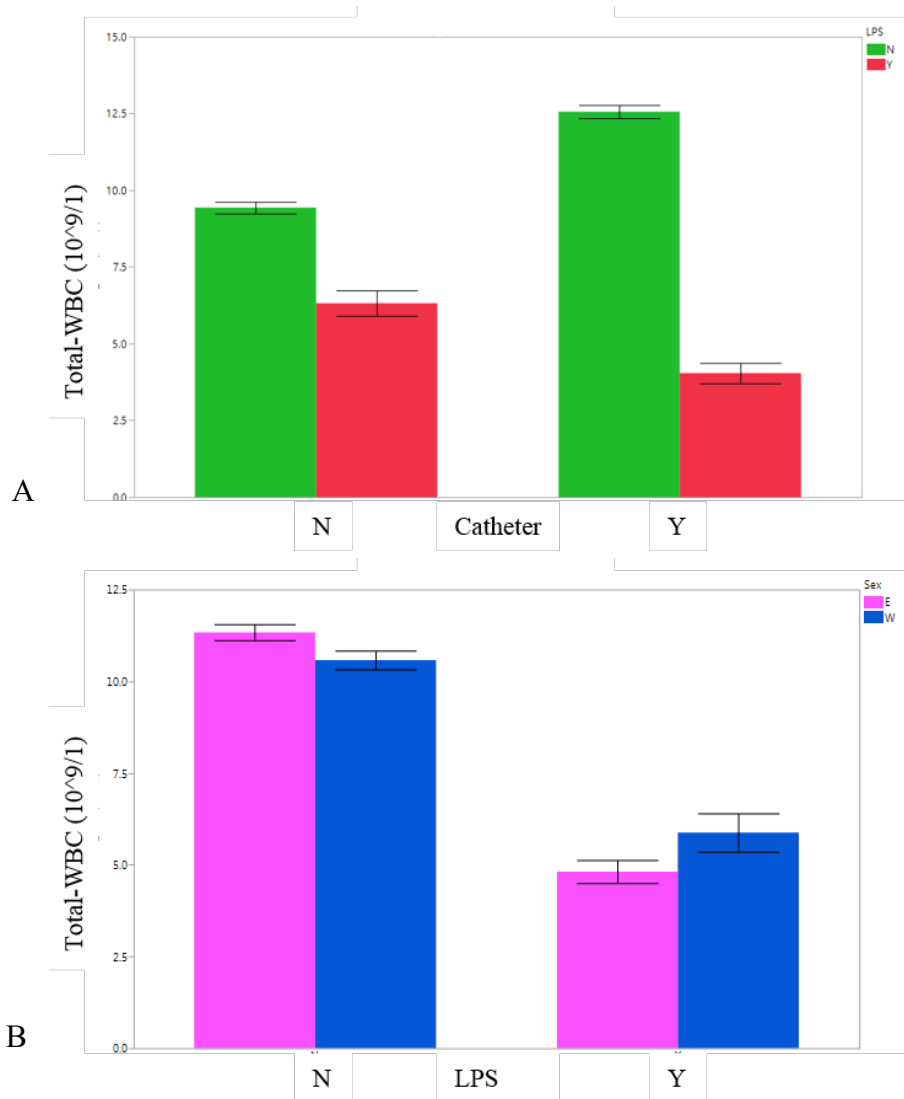 LPS
N
Y
15.0
12.5
10.0
7.5
5.0
2.5
0.0
Total-WBC (10^9/1)
A
N Catheter Y
Sex
E
W
12.5
10.0
7.5
5.0
2.5
0.0
Total-WBC (10^9/1)
B
N LPS Y